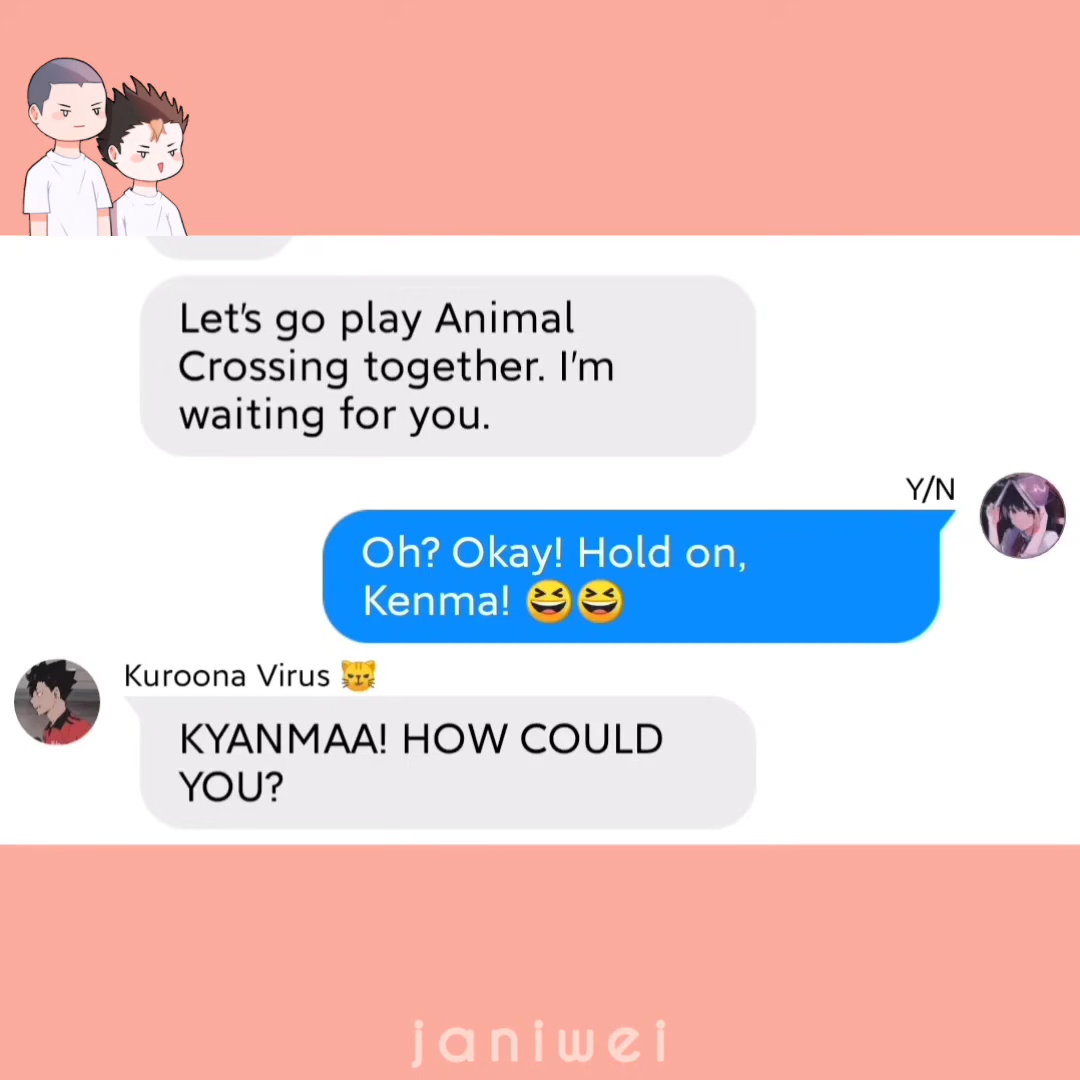 Let's go play Animal
Crossing together. I'm
waiting for you.
Y/N
Oh? Okay! Hold on,
Kenma! 😆😆
Kuroona Virus 😼
KYANMAA! HOW COULD
YOU?
janiwei